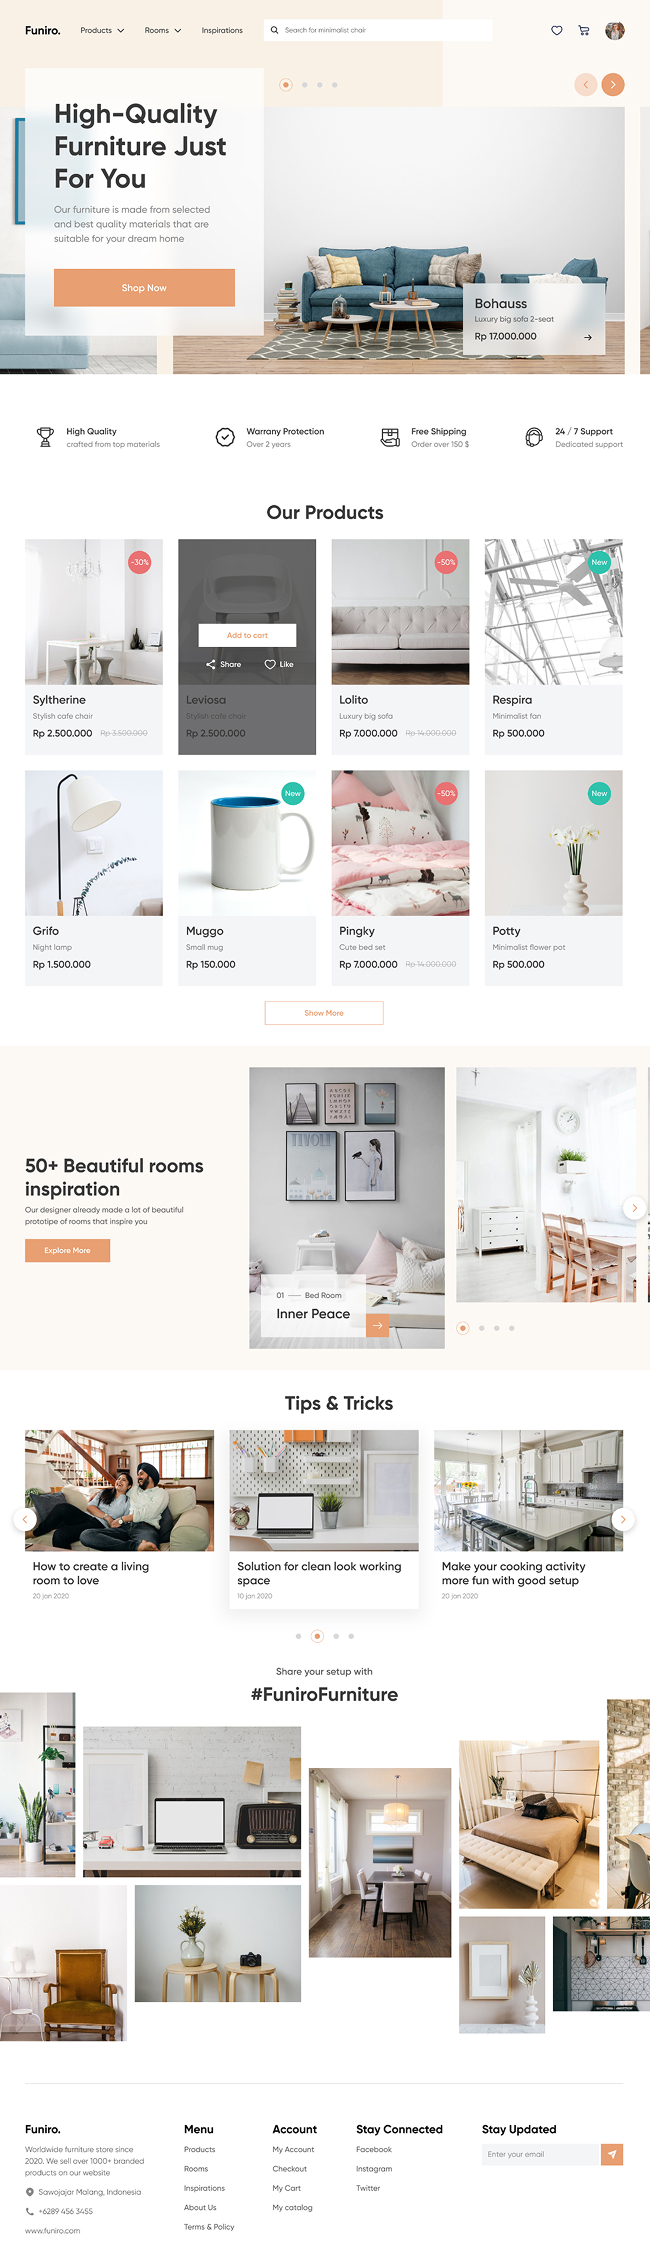 Funiro.
Products
Rooms
Inspirations
Search for minimalist chair
High-Quality
Furniture Just
For You
Our furniture is made from selected
and best quality materials that are
suitable for your dream home
Shop Now
Bohauss
Luxury big sofa 2-seat
Rp 17.000.000
High Quality
crafted from top materials
Warrany Protection
Over 2 years
Free Shipping
Order over 150 $
24 / 7 Support
Dedicated support
Our Products
-30%
Syltherine
Stylish cafe chair
Rp 2.500.000 Rp 3.500.000
Add to cart
Share
Like
Leviosa
Stylish cafe chair
Rp 2.500.000
-50%
Lolito
Luxury big sofa
Rp 7.000.000 Rp 14.000.000
New
Respira
Minimalist fan
Rp 500.000
Grifo
Night lamp
Rp 1.500.000
New
Muggo
Small mug
Rp 150.000
-50%
Pingky
Cute bed set
Rp 7.000.000 Rp 14.000.000
New
Potty
Minimalist flower pot
Rp 500.000
Show More
50+ Beautiful rooms
inspiration
Our designer already made a lot of beautiful
prototipe of rooms that inspire you
Explore More
TIVOLI
01 — Bed Room
Inner Peace
Tips & Tricks
How to create a living
room to love
20 jan 2020
Solution for clean look working
space
10 jan 2020
Make your cooking activity
more fun with good setup
20 jan 2020
Share your setup with
#FuniroFurniture
Funiro.
Worldwide furniture store since
2020. We sell over 1000+ branded
products on our website
Sawojajar Malang, Indonesia
+6289 456 3455
www.funiro.com
Menu
Products
Rooms
Inspirations
About Us
Terms & Policy
Account
My Account
Checkout
My Cart
My catalog
Stay Connected
Facebook
Instagram
Twitter
Stay Updated
Enter your email